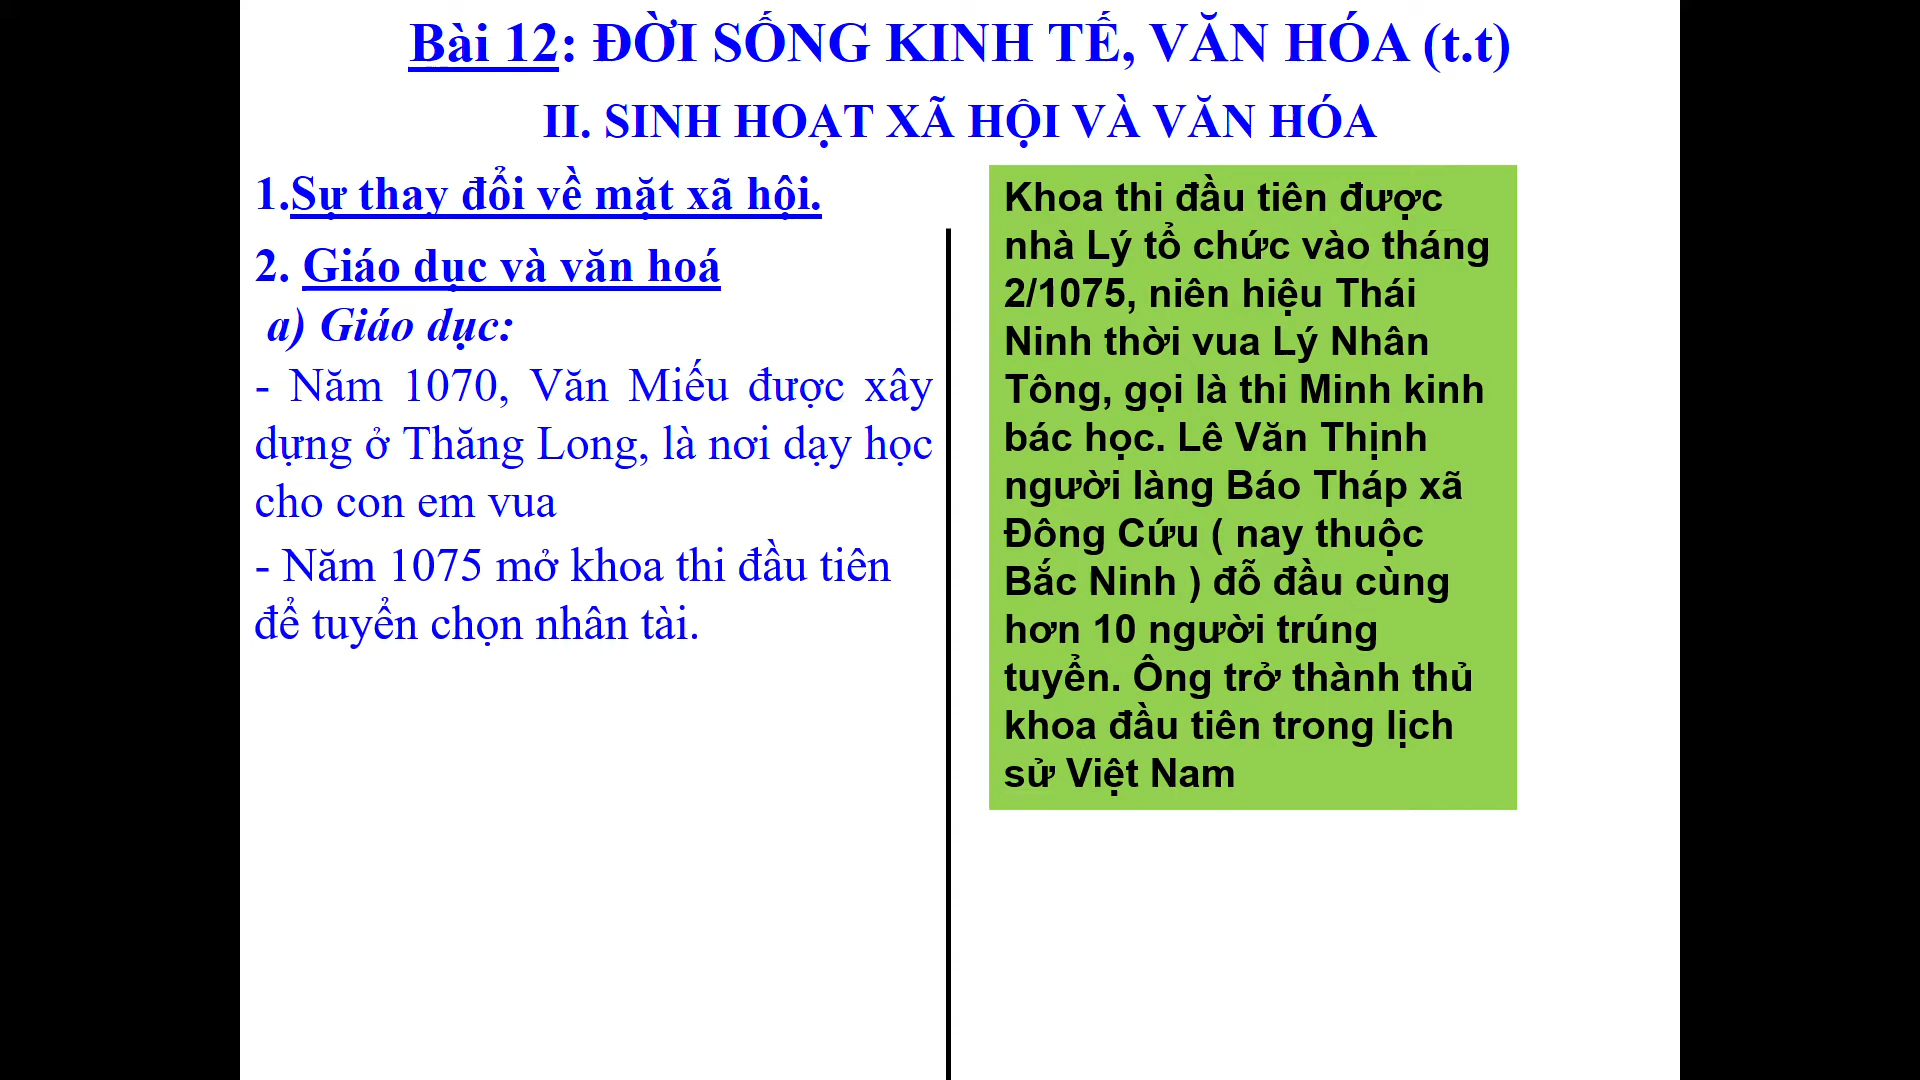 Bài 12: ĐỜI SỐNG KINH TẾ, VĂN HÓA (t.t)
II. SINH HOẠT XÃ HỘI VÀ VĂN HÓA
1.Sự thay đổi về mặt xã hội.
2. Giáo dục và văn hoá
a) Giáo dục:
- Năm 1070, Văn Miếu được xây
dựng ở Thăng Long, là nơi dạy học
cho con em vua
- Năm 1075 mở khoa thi đầu tiên
để tuyển chọn nhân tài.
Khoa thi đầu tiên được
nhà Lý tổ chức vào tháng
2/1075, niên hiệu Thái
Ninh thời vua Lý Nhân
Tông, gọi là thi Minh kinh
bác học. Lê Văn Thịnh
người làng Báo Tháp xã
Đông Cứu ( nay thuộc
Bắc Ninh ) đỗ đầu cùng
hơn 10 người trúng
tuyển. Ông trở thành thủ
khoa đầu tiên trong lịch
sử Việt Nam